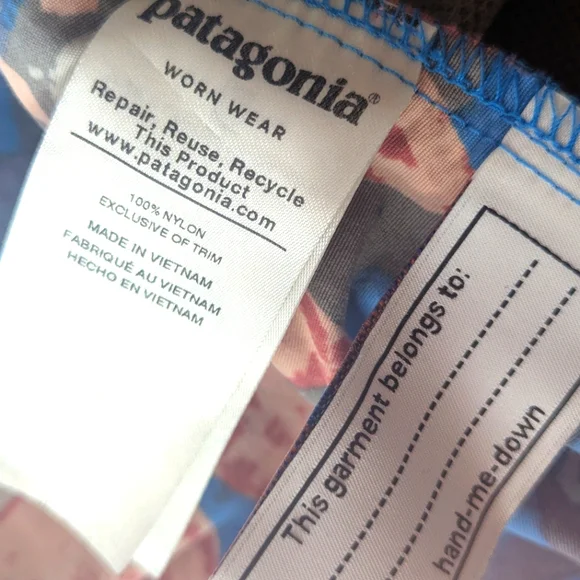 patagonia®
WORN WEAR
Repair, Reuse, Recycle
This Product
www.patagonia.com
100% NYLON
EXCLUSIVE OF TRIM
MADE IN VIETNAM
FABRIQUÉ AU VIETNAM
HECHO EN VIETNAM
This garment belongs to:
hand-me-down